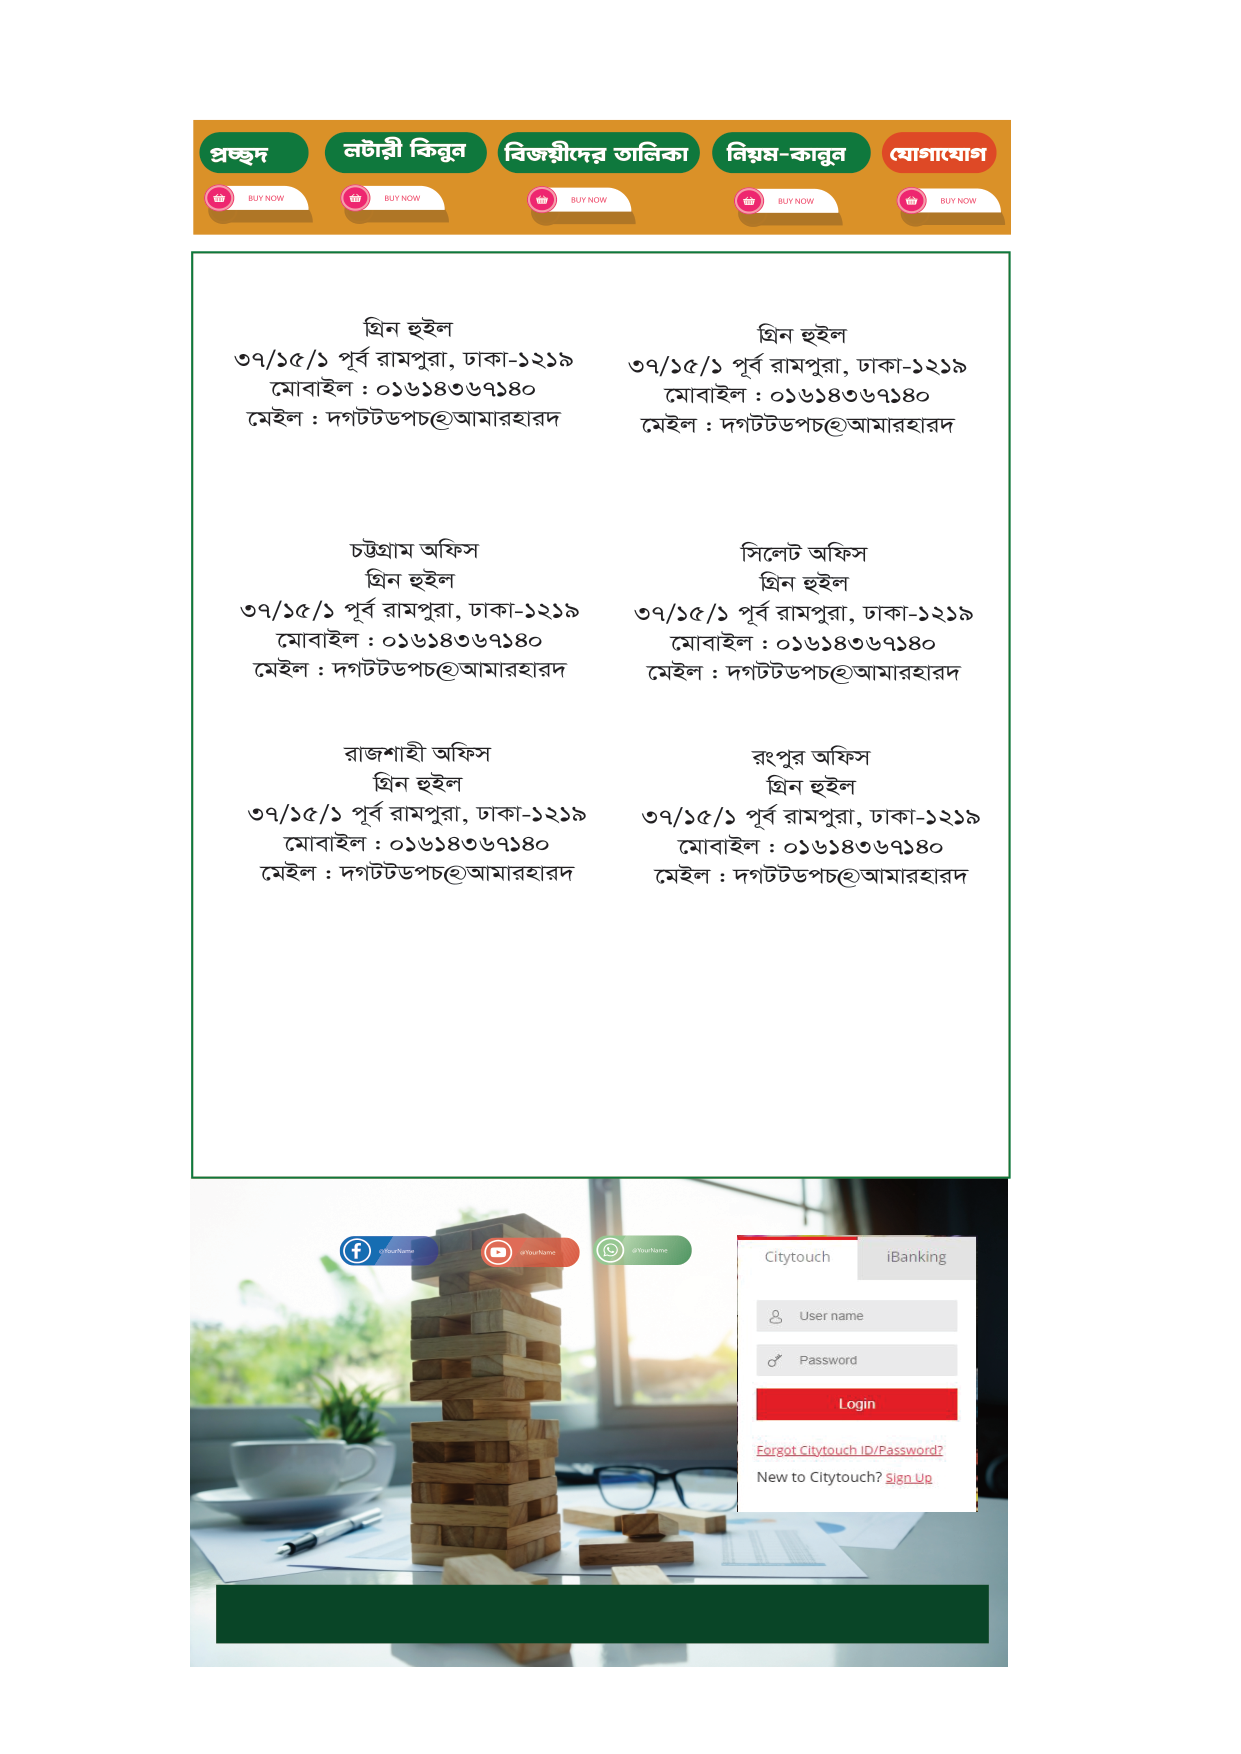 প্রচ্ছদ
লটারী কিনুন
বিজয়ীদের তালিকা
নিয়ম-কানুন
যোগাযোগ
BUY NOW
BUY NOW
BUY NOW
BUY NOW
BUY NOW
গ্রিন হুইল
৩৭/১৫/১ পূর্ব রামপুরা, ঢাকা-১২১৯
মোবাইল : ০১৬১৪৩৬৭১৪০
মেইল : দগটটডপচ@আমারহারদ
গ্রিন হুইল
৩৭/১৫/১ পূর্ব রামপুরা, ঢাকা-১২১৯
মোবাইল : ০১৬১৪৩৬৭১৪০
মেইল : দগটটডপচ@আমারহারদ
চট্টগ্রাম অফিস
গ্রিন হুইল
৩৭/১৫/১ পূর্ব রামপুরা, ঢাকা-১২১৯
মোবাইল : ০১৬১৪৩৬৭১৪০
মেইল : দগটটডপচ@আমারহারদ
সিলেট অফিস
গ্রিন হুইল
৩৭/১৫/১ পূর্ব রামপুরা, ঢাকা-১২১৯
মোবাইল : ০১৬১৪৩৬৭১৪০
মেইল : দগটটডপচ@আমারহারদ
রাজশাহী অফিস
গ্রিন হুইল
৩৭/১৫/১ পূর্ব রামপুরা, ঢাকা-১২১৯
মোবাইল : ০১৬১৪৩৬৭১৪০
মেইল : দগটটডপচ@আমারহারদ
রংপুর অফিস
গ্রিন হুইল
৩৭/১৫/১ পূর্ব রামপুরা, ঢাকা-১২১৯
মোবাইল : ০১৬১৪৩৬৭১৪০
মেইল : দগটটডপচ@আমারহারদ
@YourName
@YourName
@YourName
Citytouch
iBanking
User name
Password
Login
Forgot Citytouch ID/Password?
New to Citytouch? Sign Up